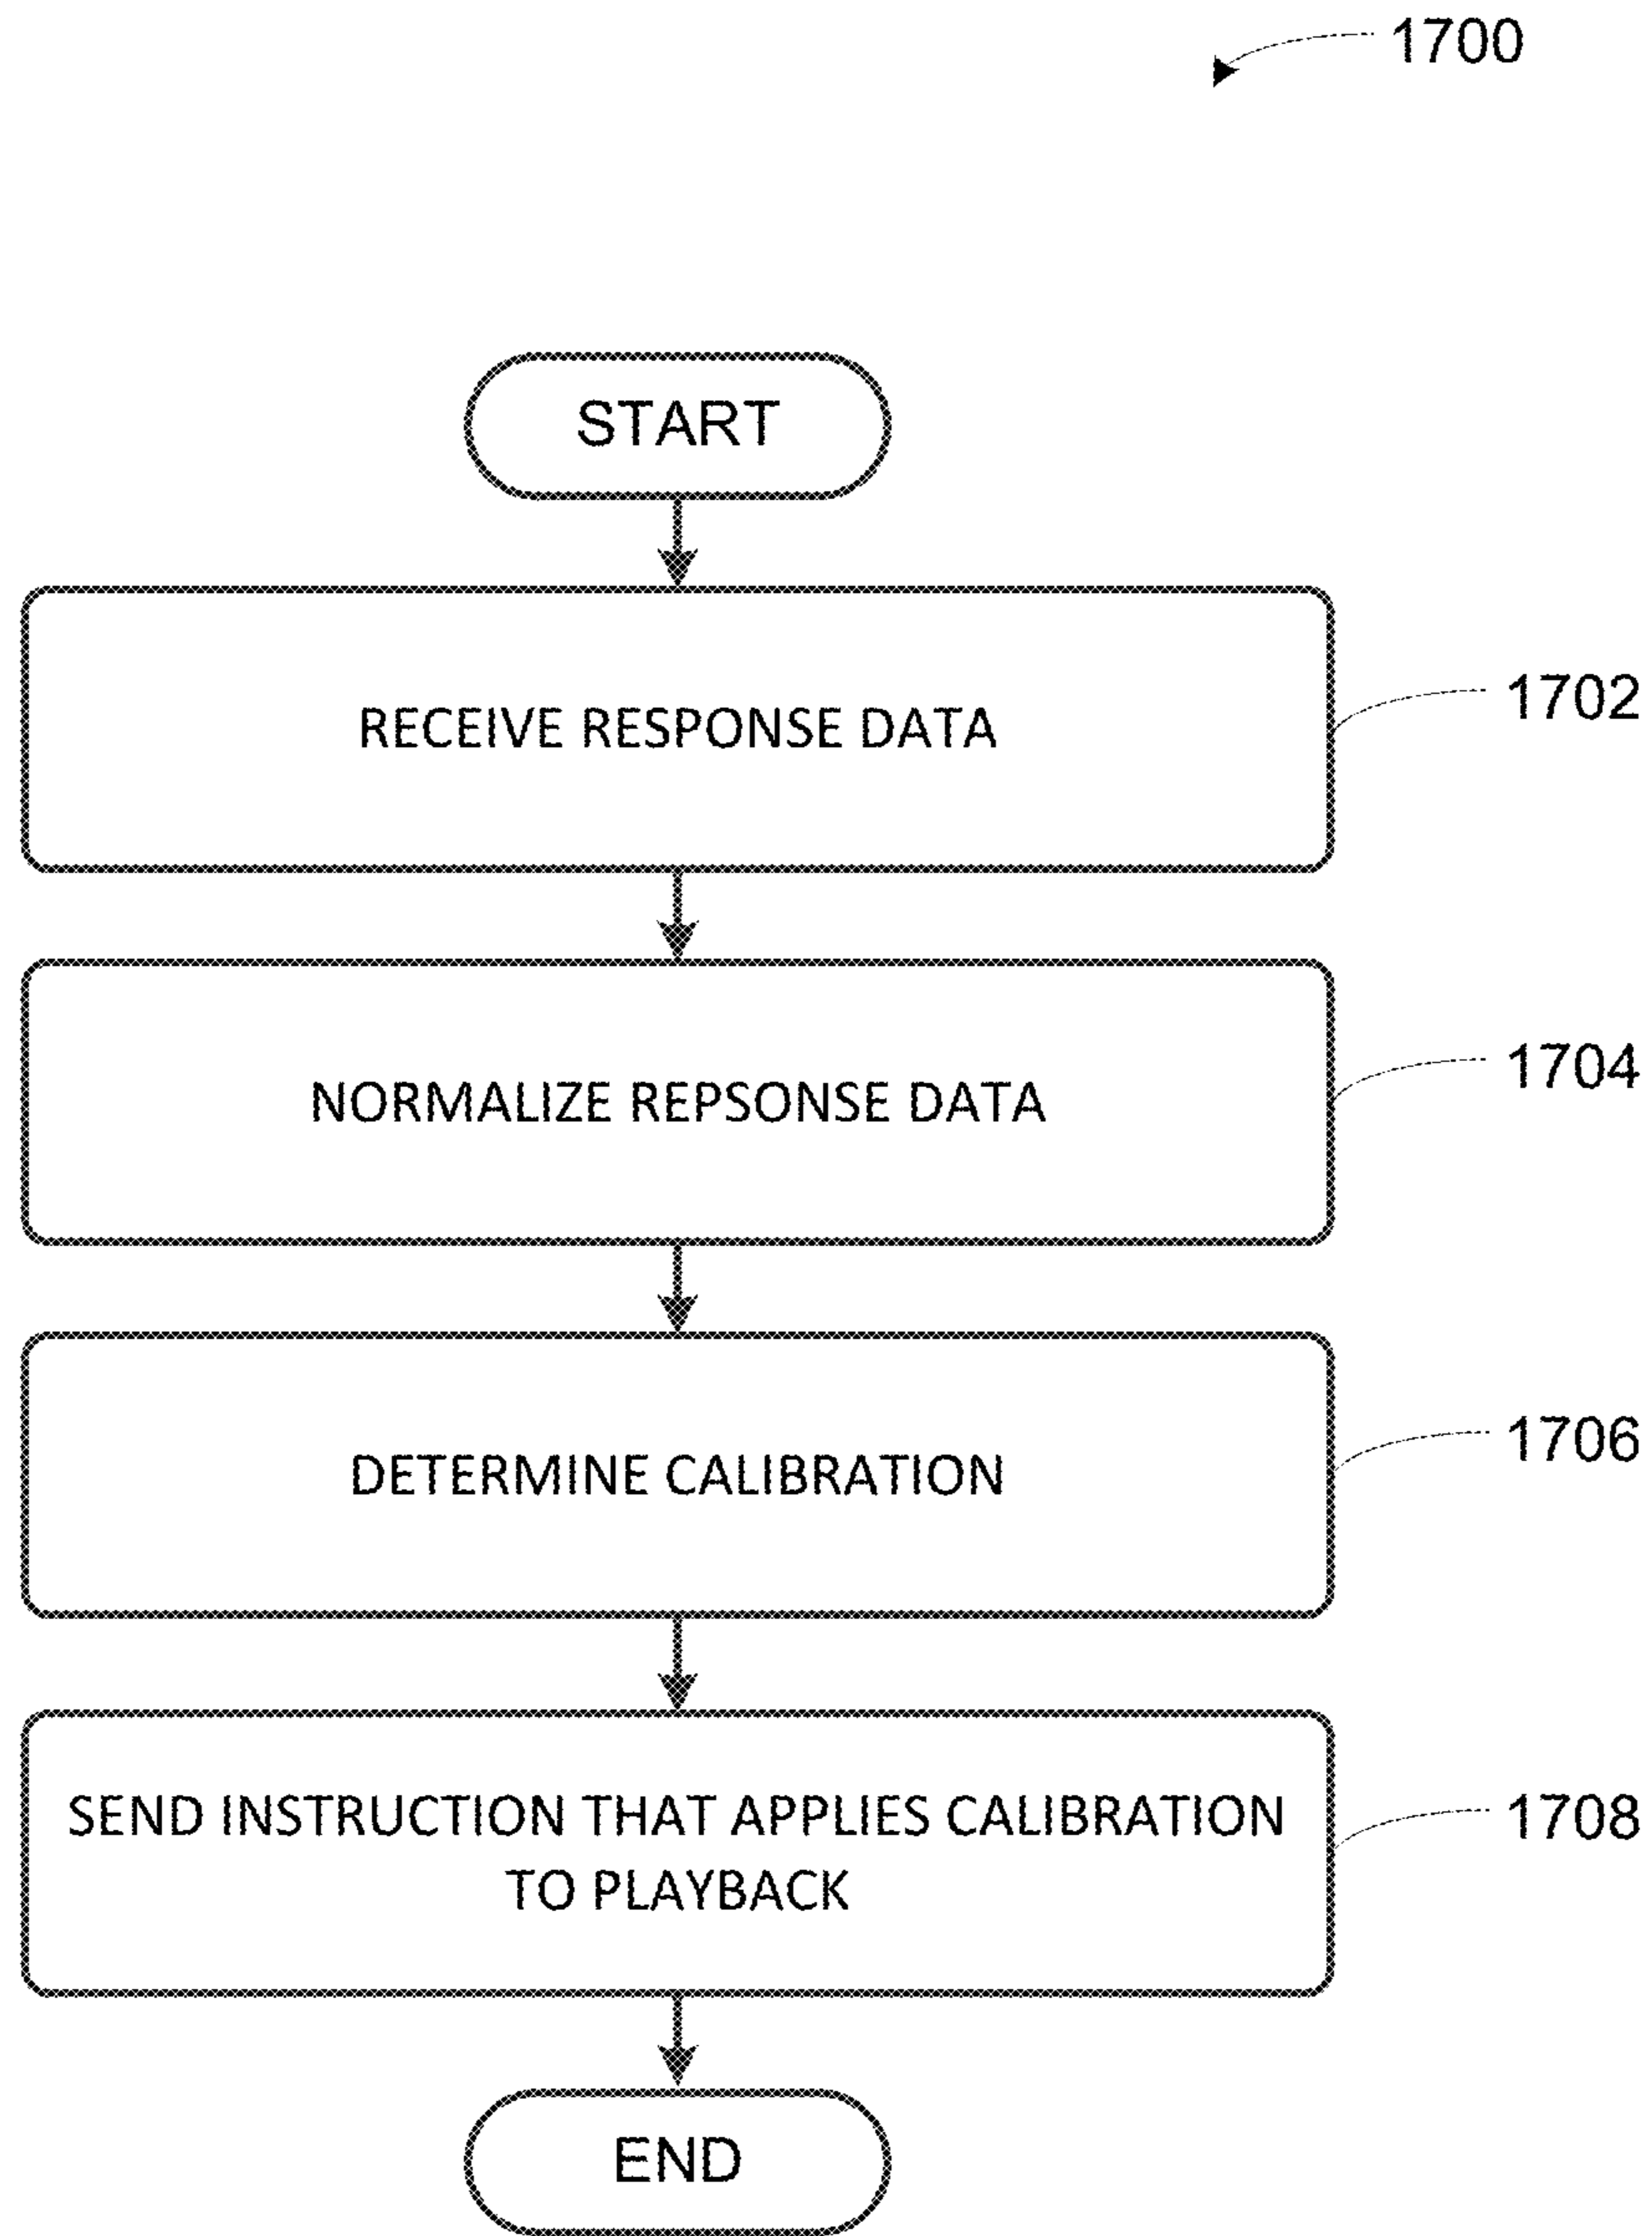 1700
START
RECEIVE RESPONSE DATA
1702
NORMALIZE REPSONSE DATA
1704
DETERMINE CALIBRATION
1706
SEND INSTRUCTION THAT APPLIES CALIBRATION
TO PLAYBACK
1708
END